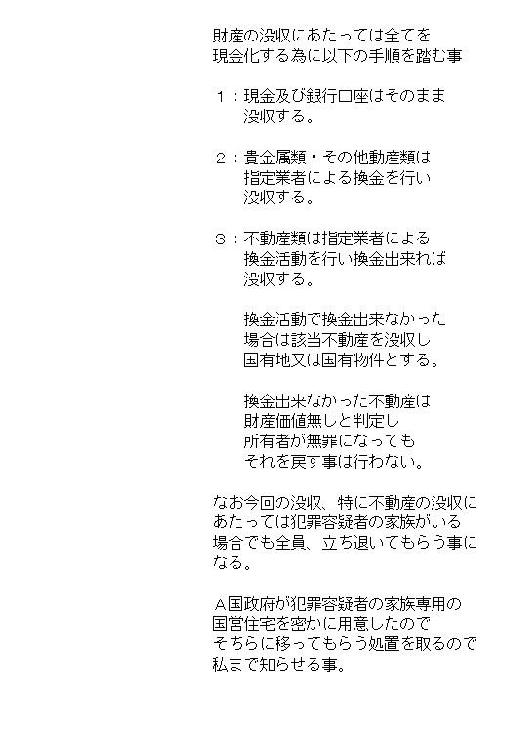 財産の没収にあたっては全てを
現金化する為に以下の手順を踏む事
１：現金及び銀行口座はそのまま
没収する。
２：貴金属類・その他動産類は
指定業者による換金を行い
没収する。
３：不動産類は指定業者による
換金活動を行い換金出来れば
没収する。
換金活動で換金出来なかった
場合は該当不動産を没収し
国有地又は国有物件とする。
換金出来なかった不動産は
財産価値無しと判定し
所有者が無罪になっても
それを戻す事は行わない。
なお今回の没収、特に不動産の没収に
あたっては犯罪容疑者の家族がいる
場合でも全員、立ち退いてもらう事に
なる。
Ａ国政府が犯罪容疑者の家族専用の
国営住宅を密かに用意したので
そちらに移ってもらう処置を取るので
私まで知らせる事。